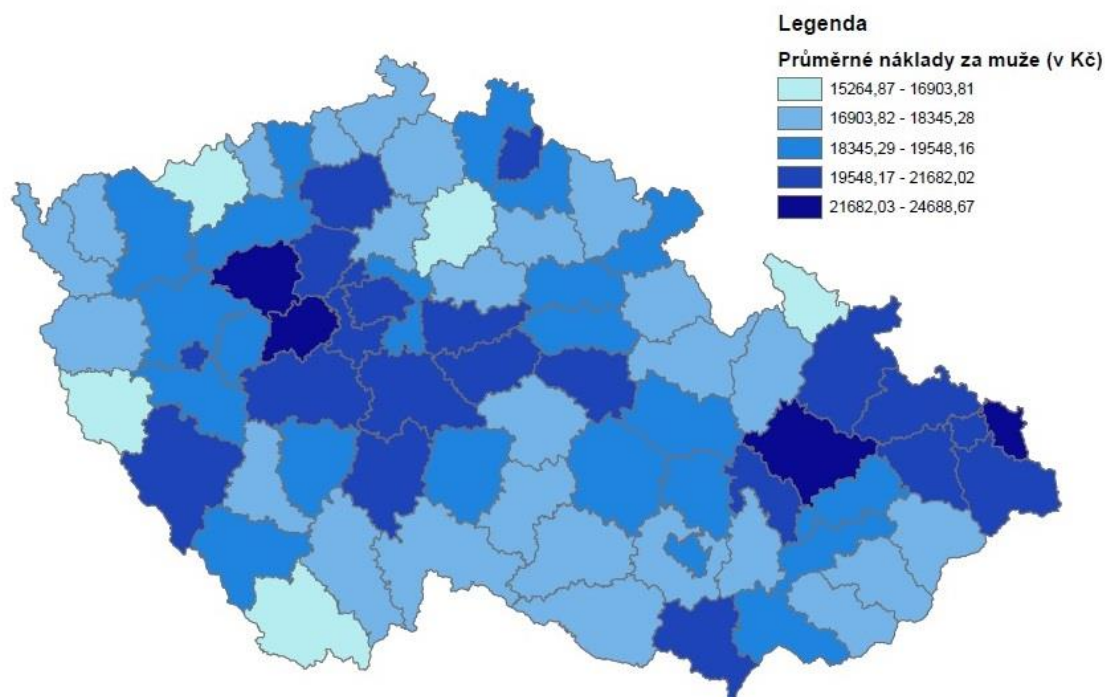 Legenda
Průměrné náklady za muže (v Kč)
15264,87 - 16903,81
16903,82 - 18345,28
18345,29 - 19548,16
19548,17 - 21682,02
21682,03 - 24688,67